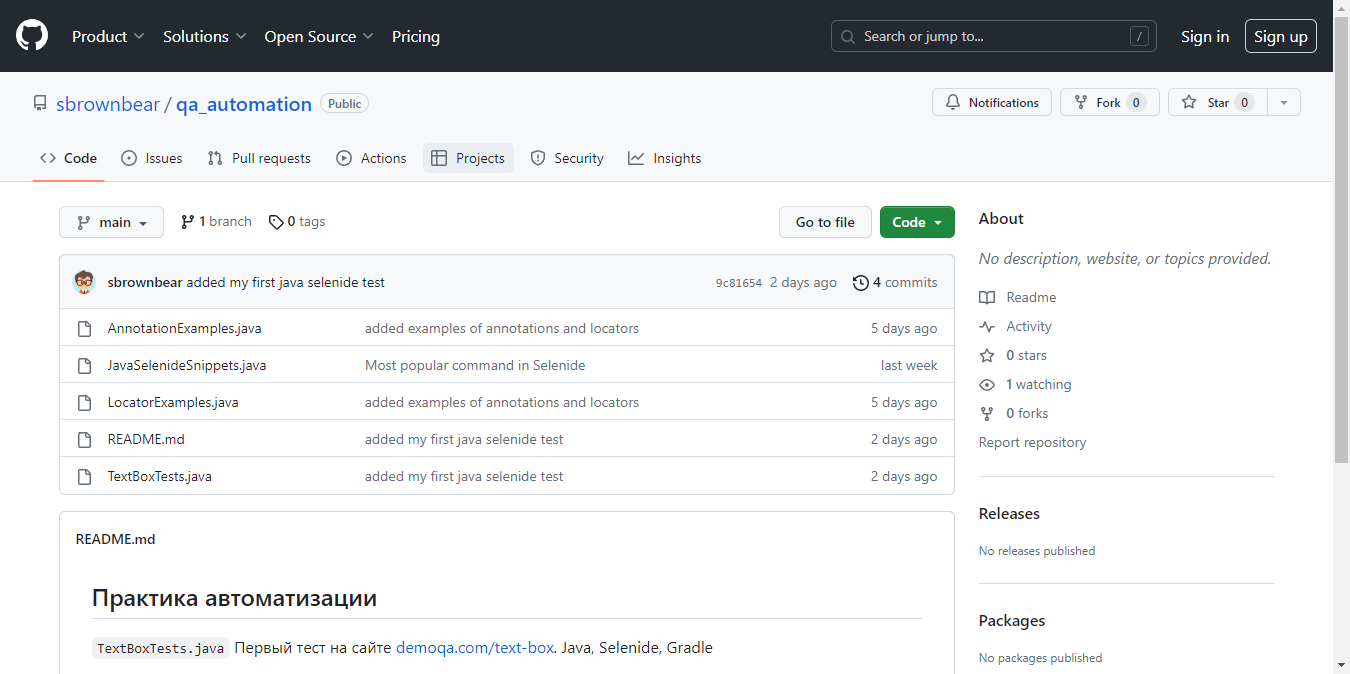 Product Solutions Open Source Pricing Search or jump to... / Sign in Sign up
sbrownbear / qa_automation Public Notifications Fork 0 Star 0
Code Issues Pull requests Actions Projects Security Insights
main 1 branch 0 tags Go to file Code
sbrownbear added my first java selenide test 9c81654 2 days ago 4 commits
AnnotationExamples.java added examples of annotations and locators 5 days ago
JavaSelenideSnippets.java Most popular command in Selenide last week
LocatorExamples.java added examples of annotations and locators 5 days ago
README.md added my first java selenide test 2 days ago
TextBoxTests.java added my first java selenide test 2 days ago
README.md
Практика автоматизации
TextBoxTests.java Первый тест на сайте demoqa.com/text-box. Java, Selenide, Gradle
About
No description, website, or topics provided.
Readme
Activity
0 stars
1 watching
0 forks
Report repository
Releases
No releases published
Packages
No packages published